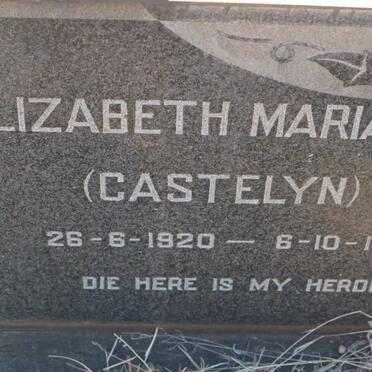 LIZABETH MARIA
(CASTELYN)
26-6-1920 — 6-10-1
DIE HERE IS MY HERD